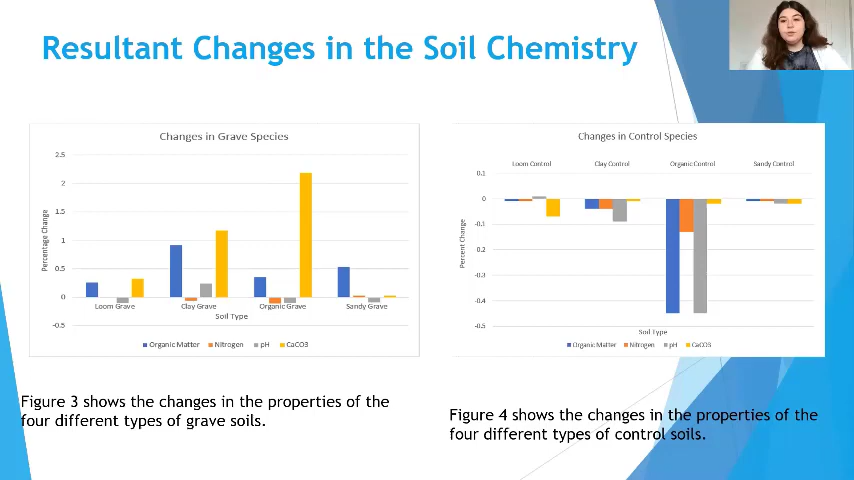 Resultant Changes in the Soil Chemistry
Changes in Grave Species
2.5
2
1.5
1
0.5
0
-0.5
Percentage Change
Loom Grave
Clay Grave
Organic Grave
Sandy Grave
Soil Type
Organic Matter
Nitrogen
pH
CaCO3
Figure 3 shows the changes in the properties of the
four different types of grave soils.
Changes in Control Species
Loom Control
Clay Control
Organic Control
Sandy Control
0.1
0
-0.1
-0.2
-0.3
-0.4
-0.5
Percent Change
Soil Type
Organic Matter
Nitrogen
pH
CaCO3
Figure 4 shows the changes in the properties of the
four different types of control soils.